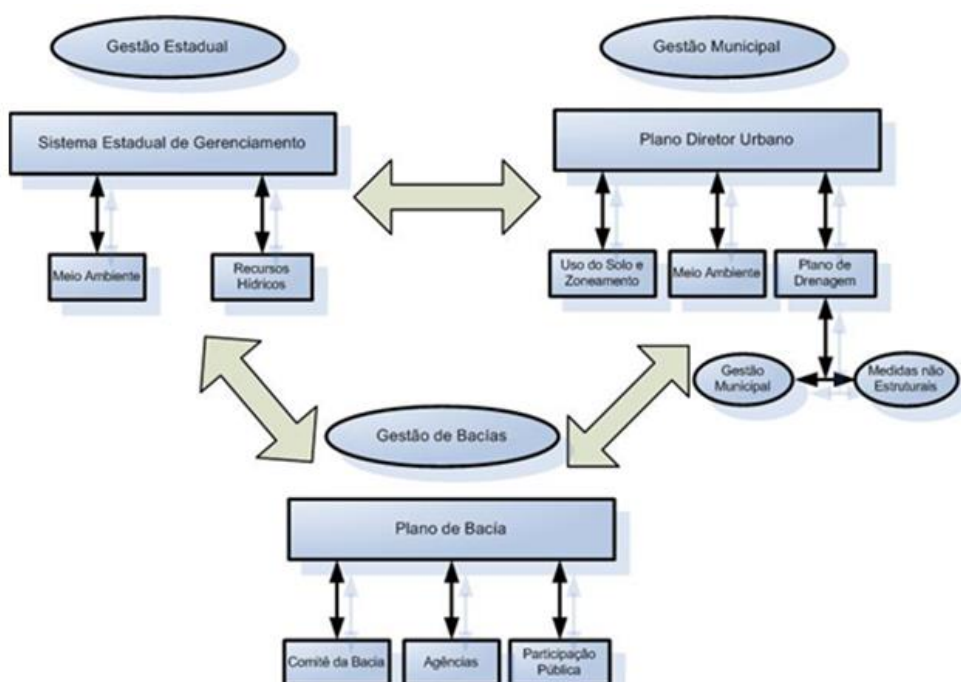 Gestão Estadual
Gestão Municipal
Sistema Estadual de Gerenciamento
Plano Diretor Urbano
Meio Ambiente
Recursos
Hídricos
Uso do Solo e
Zoneamento
Meio Ambiente
Plano de
Drenagem
Gestão
Municipal
Medidas não
Estruturais
Gestão de Bacías
Plano de Bacía
Comitê da Bacia
Agências
Participação
Pública